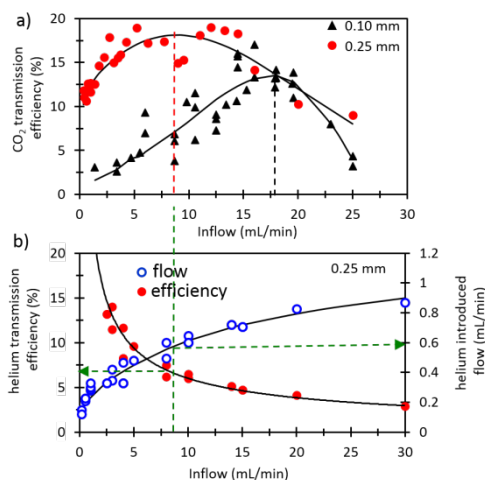 a)
CO2 transmission
efficiency (%)
20
15
10
5
0
0.10 mm
0.25 mm
0 5 10 15 20 25 30
Inflow (mL/min)
b)
helium transmission
efficiency (%)
20
15
10
5
0
flow
efficiency
0.25 mm
1.2
1
0.8
0.6
0.4
0.2
0
helium introduced
flow (mL/min)
0 5 10 15 20 25 30
Inflow (mL/min)